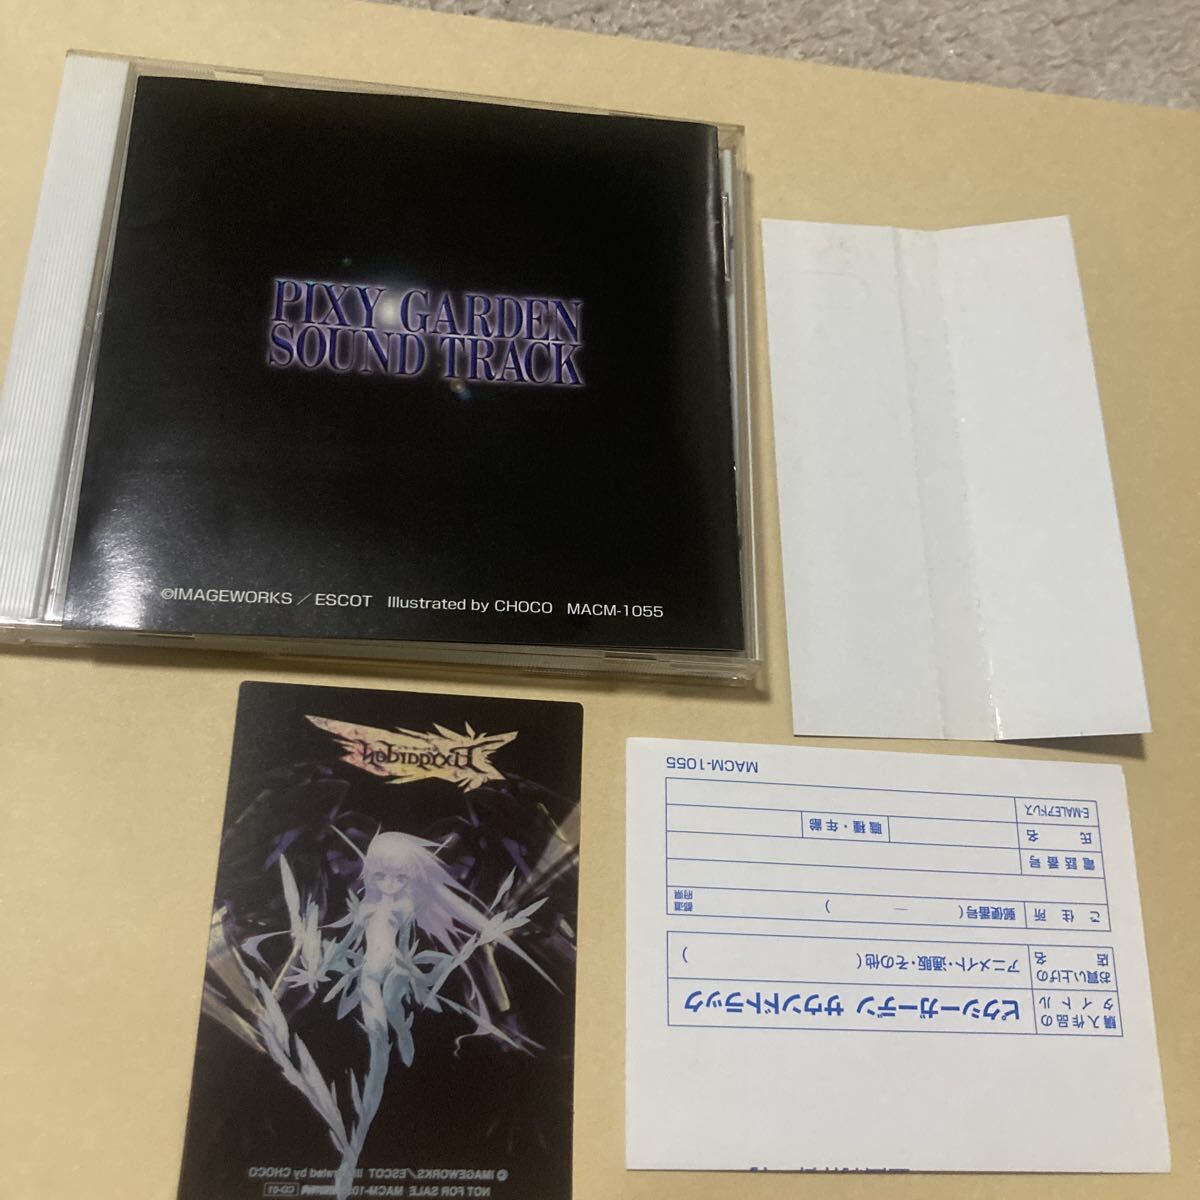 PIXY GARDEN
SOUND TRACK
©IMAGEWORKS／ESCOT Illustrated by CHOCO MACM-1055
Pixygarden
© IMAGEWORKS／ESCOT Illustrated by CHOCO
NOT FOR SALE MACM-1055 CD-01
購入作品のタイトル ピクシーガーデン サウンドトラック
お買い上げの店名 アニメイト・通販・その他( )
ご住所 郵便番号( — ) 都道府県
電話番号
氏名 職種・年齢
E-MALEアドレス
MACM-1055